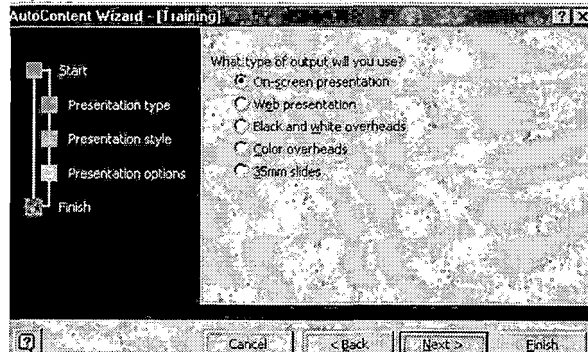 AutoContent Wizard - [Training]
? X
Start
Presentation type
Presentation style
Presentation options
Finish
What type of output will you use?
On-screen presentation
Web presentation
Black and white overheads
Color overheads
35mm slides
?
Cancel
< Back
Next >
Finish